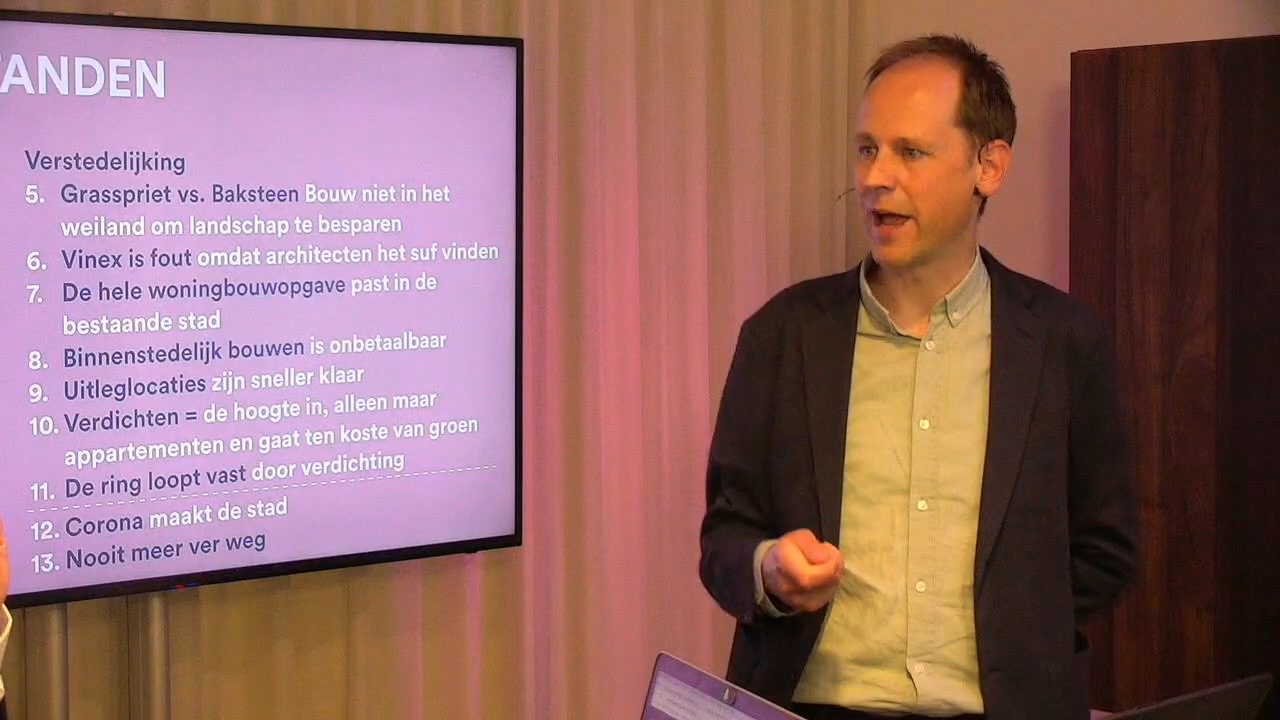 ANDEN
Verstedelijking
5. Grasspriet vs. Baksteen Bouw niet in het
weiland om landschap te besparen
6. Vinex is fout omdat architecten het suf vinden
7. De hele woningbouwopgave past in de
bestaande stad
8. Binnenstedelijk bouwen is onbetaalbaar
9. Uitleglocaties zijn sneller klaar
10. Verdichten = de hoogte in, alleen maar
appartementen en gaat ten koste van groen
11. De ring loopt vast door verdichting
12. Corona maakt de stad
13. Nooit meer ver weg